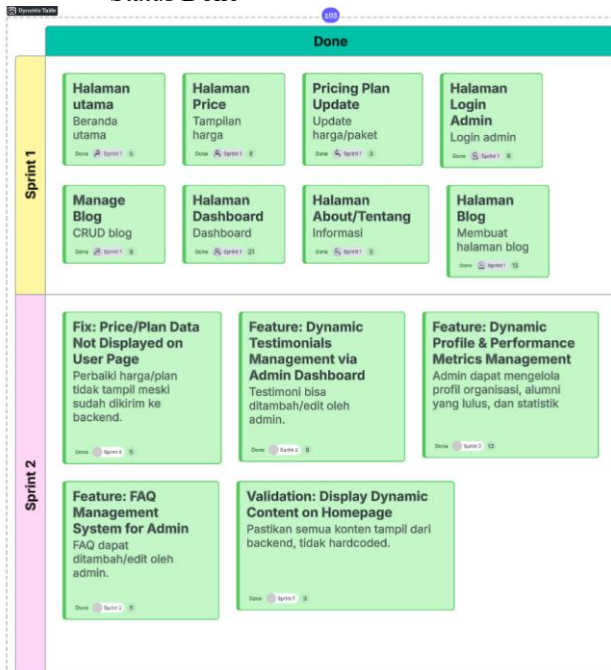 Status Done
Dynamic Table
103
Done
Sprint 1
Halaman
utama
Beranda
utama
Done Sprint 1 5
Halaman
Price
Tampilan
harga
Done Sprint 1 8
Pricing Plan
Update
Update
harga/paket
Done Sprint 1 3
Halaman
Login
Admin
Login admin
Done Sprint 1 8
Manage
Blog
CRUD blog
Done Sprint 1
Halaman
Dashboard
Dashboard
Done Sprint 1 21
Halaman
About/Tentang
Informasi
Done Sprint 1 3
Halaman
Blog
Membuat
halaman blog
Done Sprint 1 13
Sprint 2
Fix: Price/Plan Data
Not Displayed on
User Page
Perbaiki harga/plan
tidak tampil meski
sudah dikirim ke
backend.
Done 5
Feature: Dynamic
Testimonials
Management via
Admin Dashboard
Testimoni bisa
ditambah/edit oleh
admin.
Done Sprint 2 8
Feature: Dynamic
Profile & Performance
Metrics Management
Admin dapat mengelola
profil organisasi, alumni
yang lulus, dan statistik
Done Sprint 2 13
Feature: FAQ
Management
System for Admin
FAQ dapat
ditambah/edit oleh
admin.
Done Sprint 2 5
Validation: Display Dynamic
Content on Homepage
Pastikan semua konten tampil dari
backend, tidak hardcoded.
Done 3